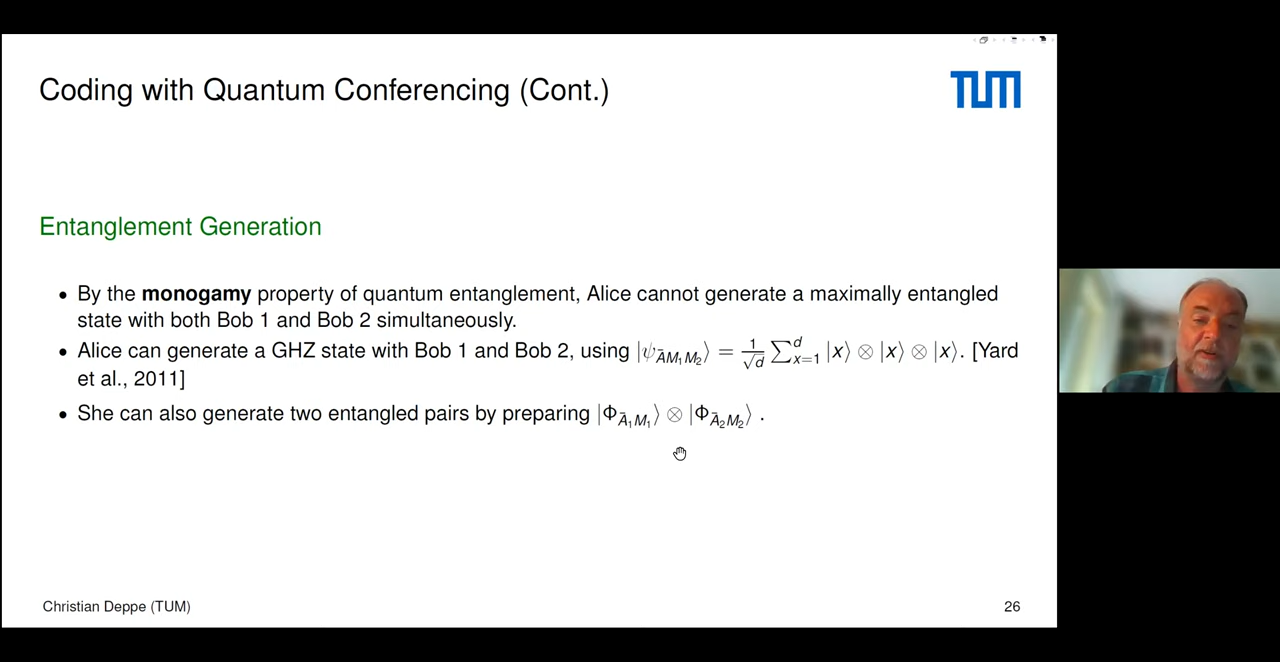 Coding with Quantum Conferencing (Cont.)
TUM
Entanglement Generation
• By the monogamy property of quantum entanglement, Alice cannot generate a maximally entangled
state with both Bob 1 and Bob 2 simultaneously.
• Alice can generate a GHZ state with Bob 1 and Bob 2, using |ψ_{ĀM₁M₂}⟩ = 1/√d ∑_{x=1}^{d} |x⟩ ⊗ |x⟩ ⊗ |x⟩. [Yard
et al., 2011]
• She can also generate two entangled pairs by preparing |Φ_{Ā₁M₁}⟩ ⊗ |Φ_{Ā₂M₂}⟩ .
Christian Deppe (TUM)
26